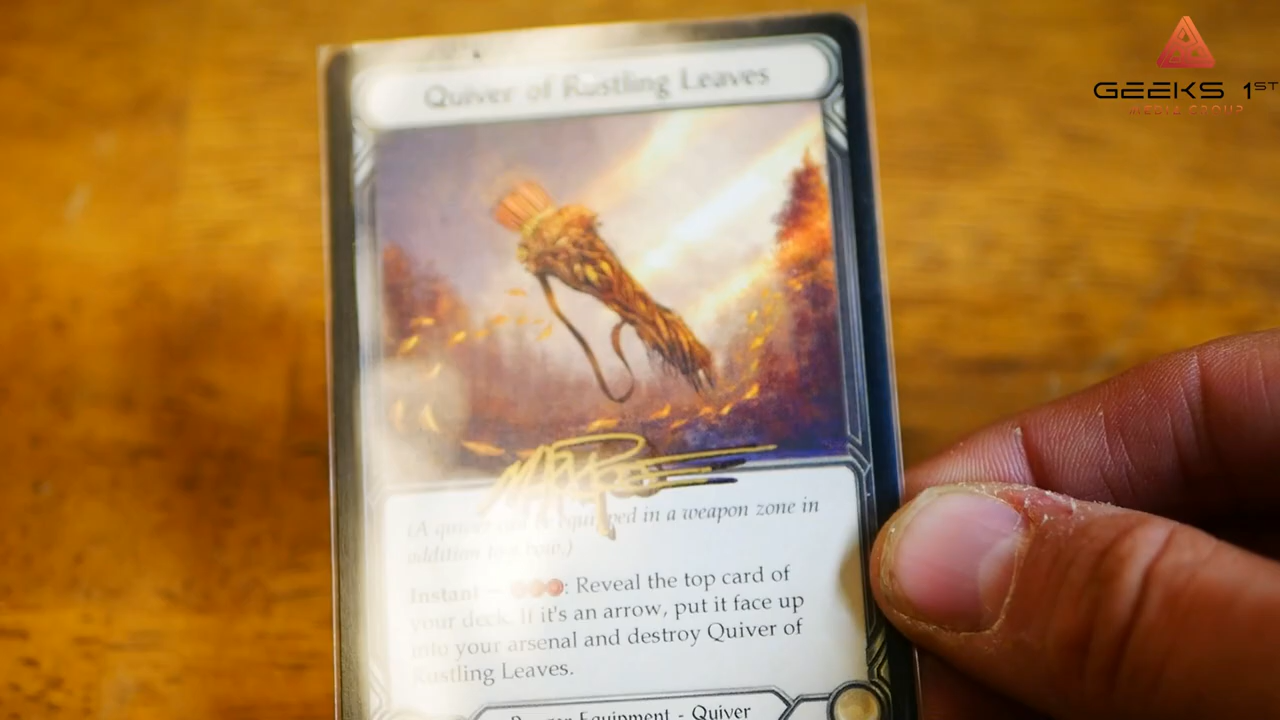 GEEKS 1ST
MEDIA GROUP
Quiver of Rustling Leaves
(A quiver can be equipped in a weapon zone in
addition to a bow.)
Instant – : Reveal the top card of
your deck. If it's an arrow, put it face up
into your arsenal and destroy Quiver of
Rustling Leaves.
Ranger Equipment - Quiver